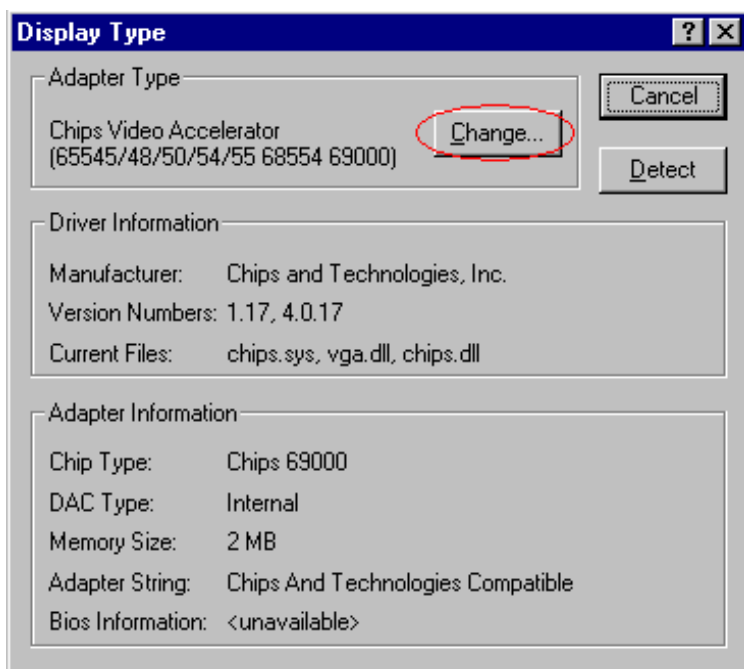 Display Type
Adapter Type
Chips Video Accelerator
(65545/48/50/54/55 68554 69000)
Change...
Cancel
Detect
Driver Information
Manufacturer: Chips and Technologies, Inc.
Version Numbers: 1.17, 4.0.17
Current Files: chips.sys, vga.dll, chips.dll
Adapter Information
Chip Type: Chips 69000
DAC Type: Internal
Memory Size: 2 MB
Adapter String: Chips And Technologies Compatible
Bios Information: <unavailable>